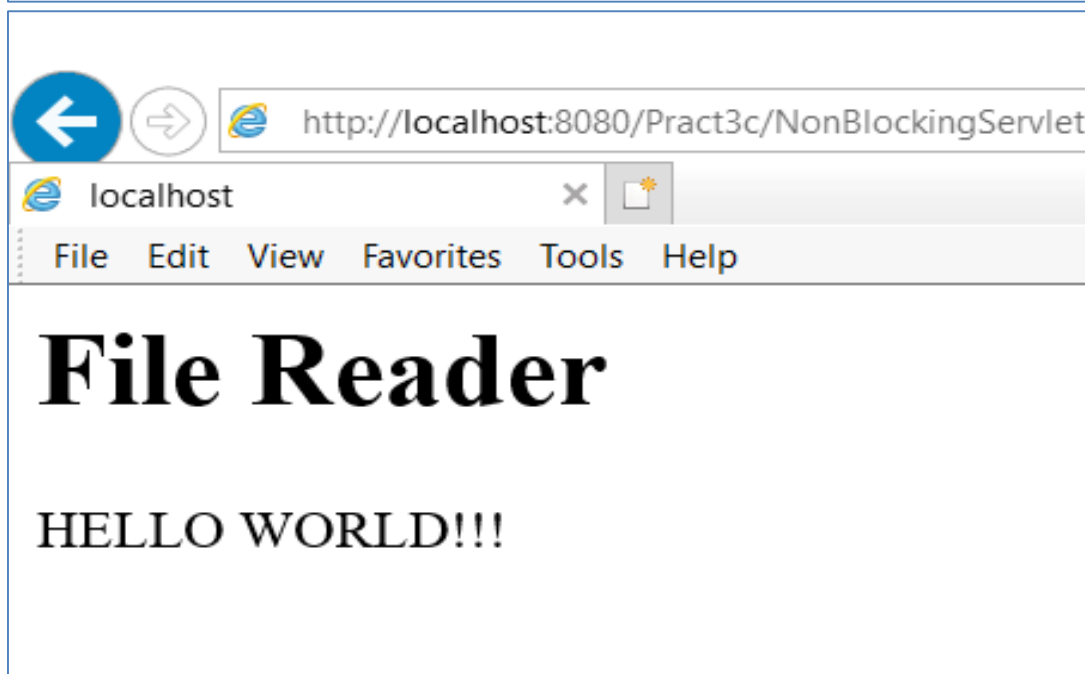 http://localhost:8080/Pract3c/NonBlockingServlet
localhost
File Edit View Favorites Tools Help
File Reader
HELLO WORLD!!!